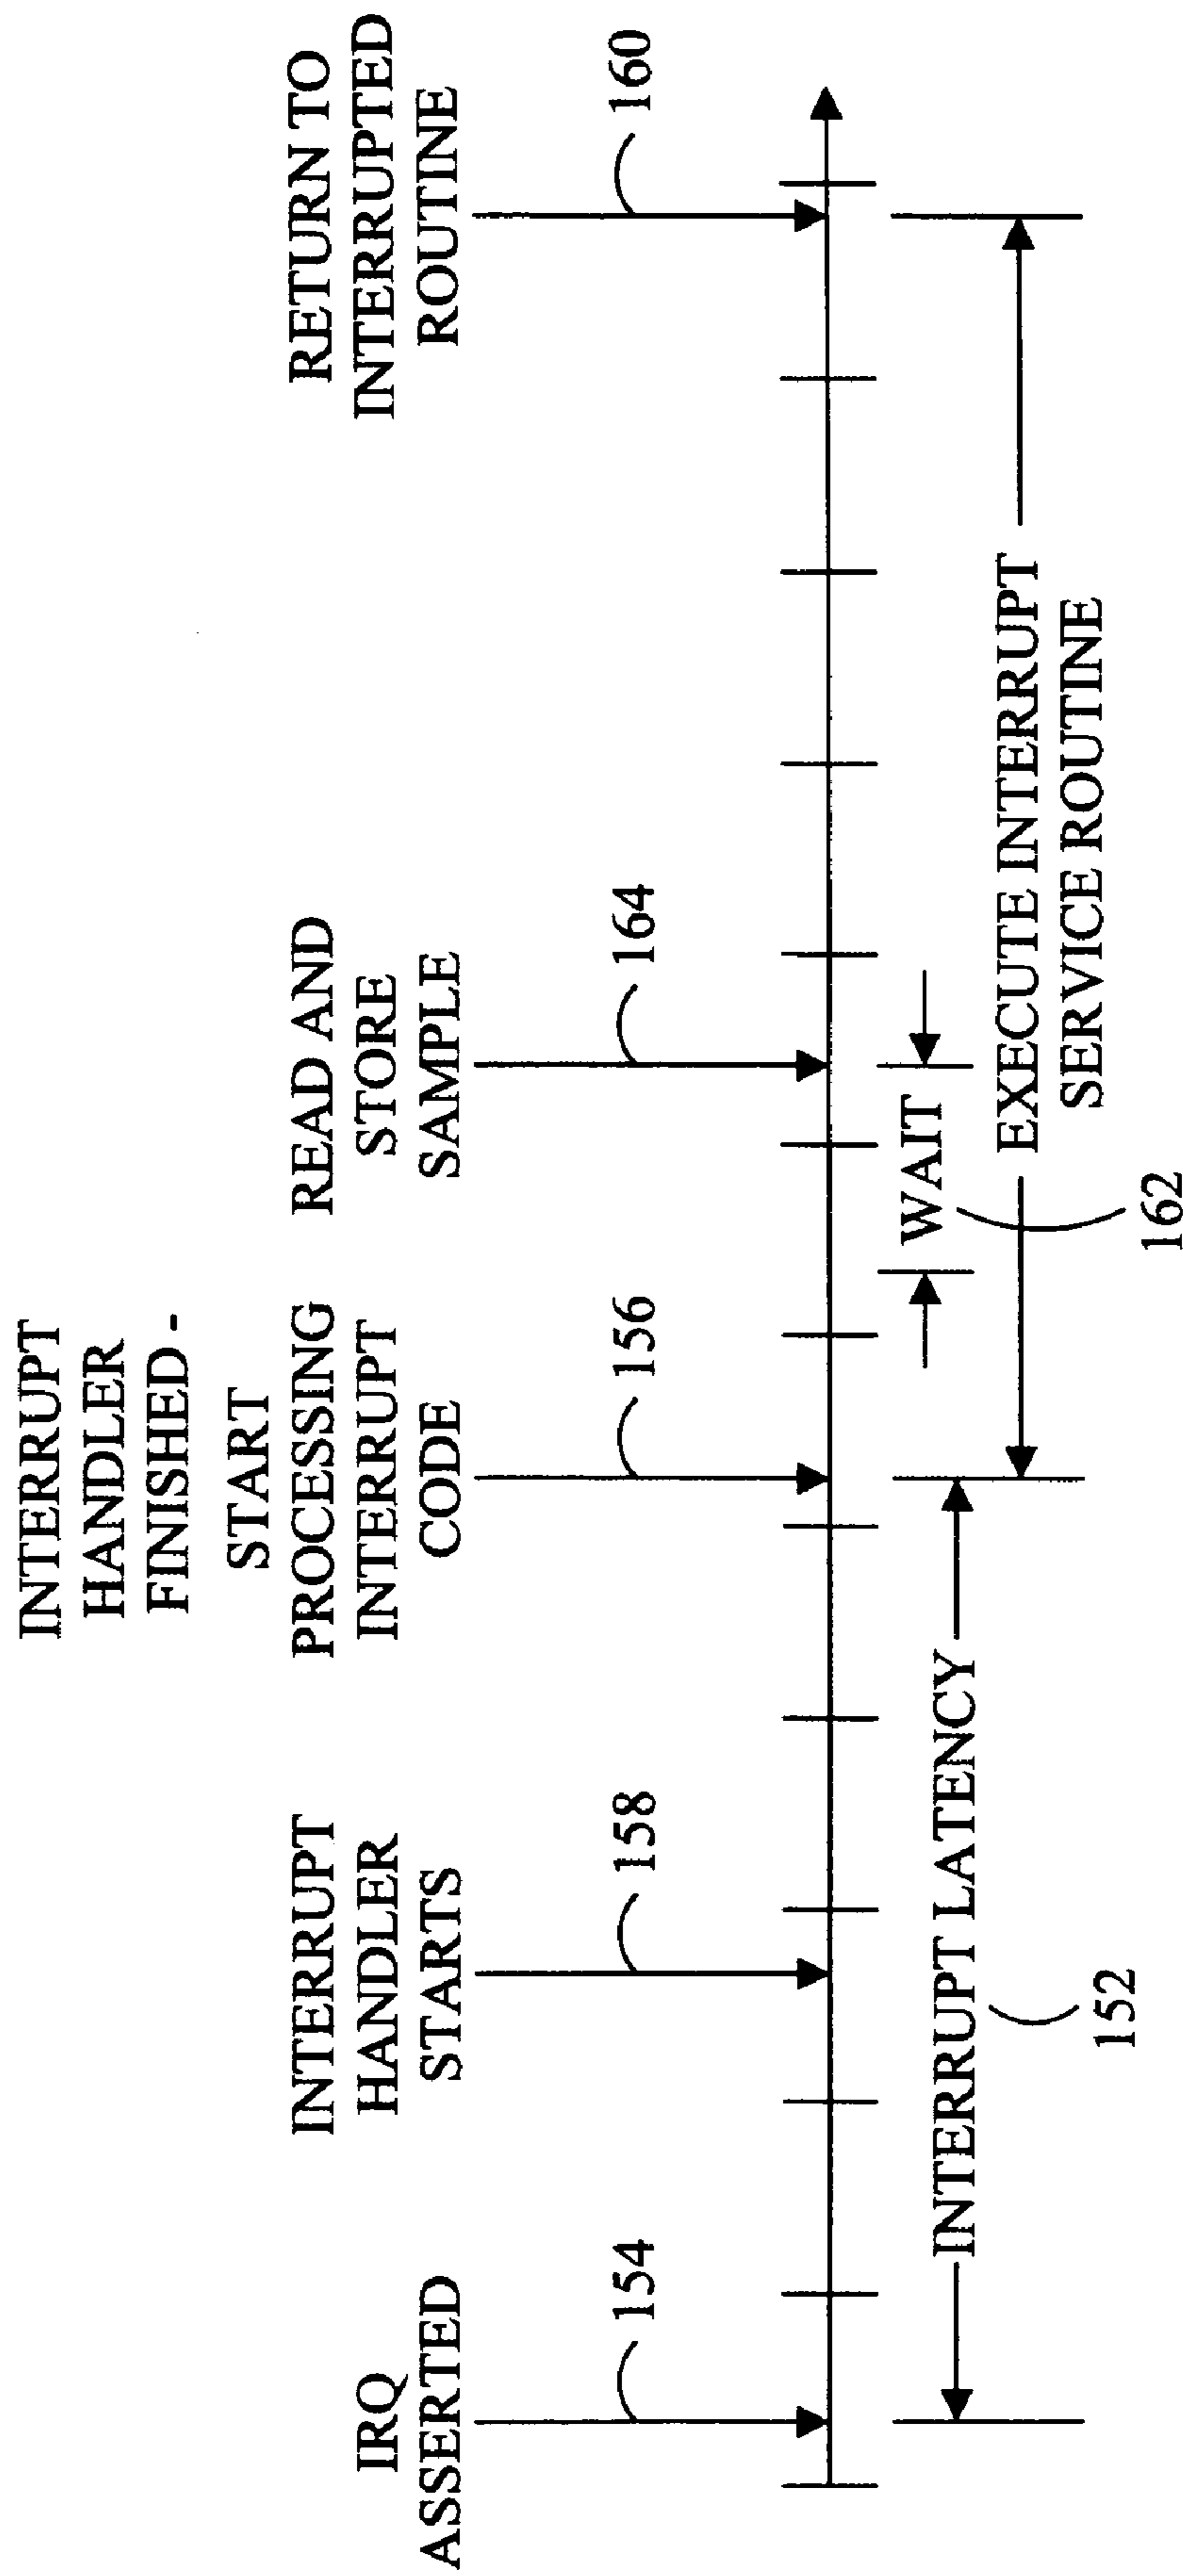 IRQ
ASSERTED
154
INTERRUPT
HANDLER
STARTS
158
INTERRUPT
HANDLER
FINISHED -
START
PROCESSING
INTERRUPT
CODE
156
READ AND
STORE
SAMPLE
164
RETURN TO
INTERRUPTED
ROUTINE
160
INTERRUPT LATENCY
152
WAIT
162
EXECUTE INTERRUPT
SERVICE ROUTINE